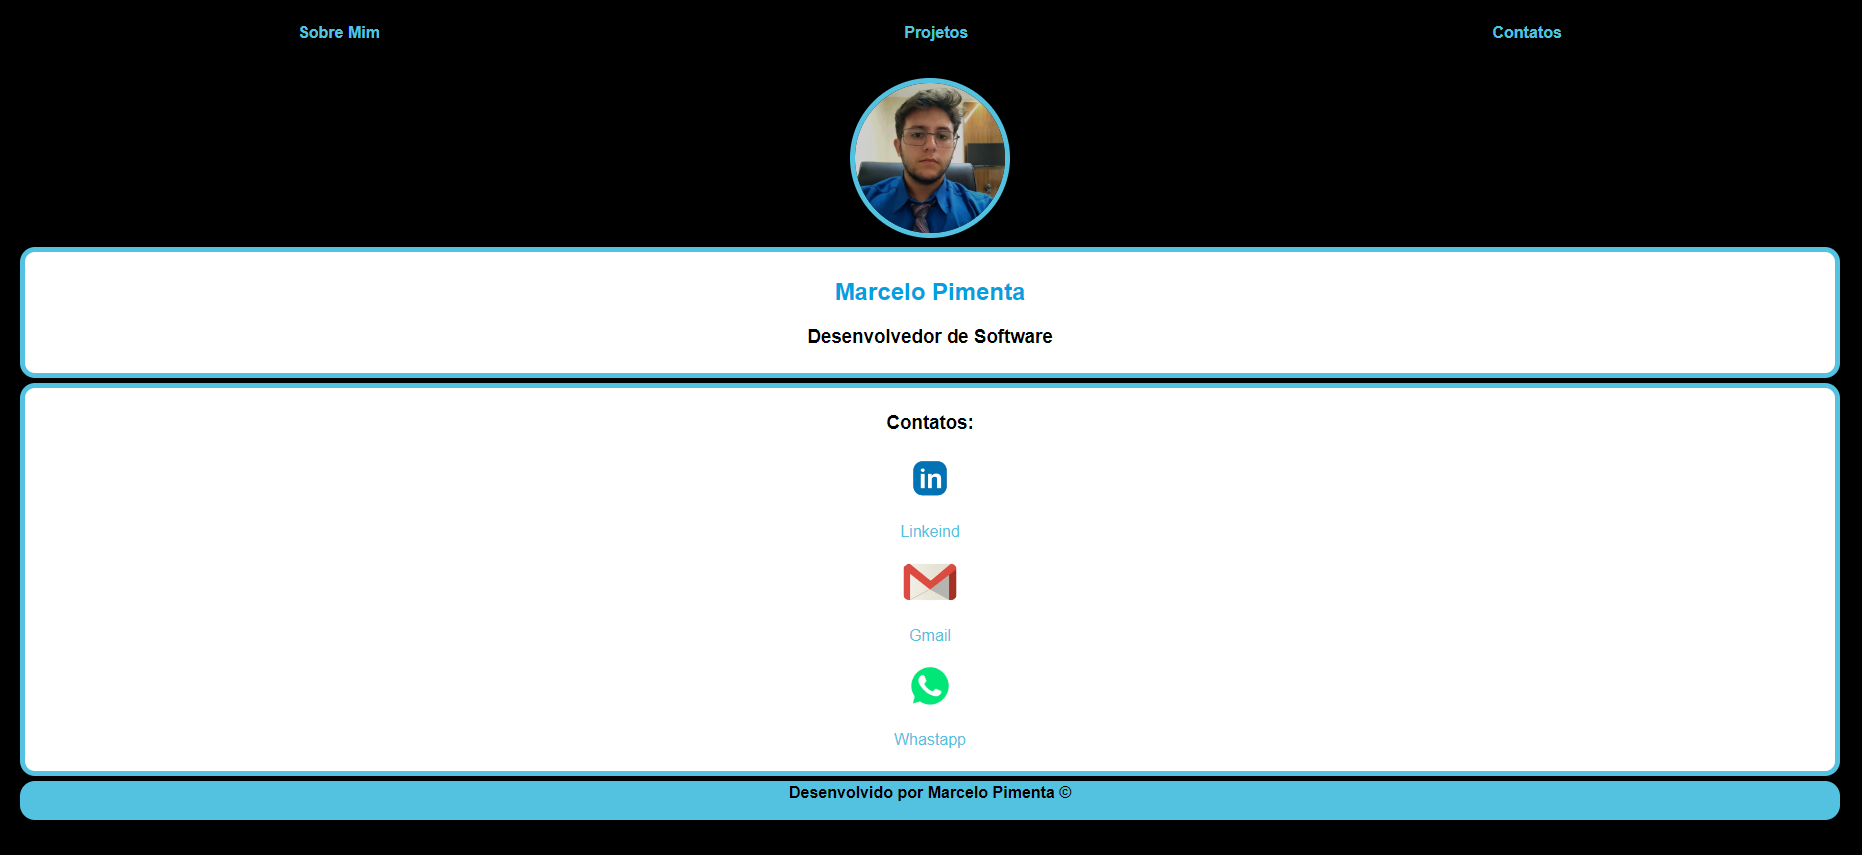 Sobre Mim Projetos Contatos
Marcelo Pimenta
Desenvolvedor de Software
Contatos:
in
Linkeind
Gmail
Whastapp
Desenvolvido por Marcelo Pimenta ©